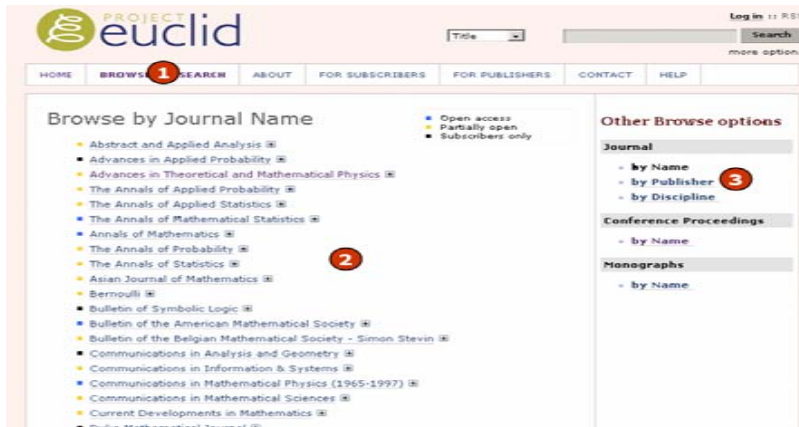 PROJECT
euclid
Log in :: RSS
Title
Search
more option
HOME
BROWSE
1
SEARCH
ABOUT
FOR SUBSCRIBERS
FOR PUBLISHERS
CONTACT
HELP
Browse by Journal Name
Open access
Partially open
Subscribers only
Abstract and Applied Analysis
Advances in Applied Probability
Advances in Theoretical and Mathematical Physics
The Annals of Applied Probability
The Annals of Applied Statistics
The Annals of Mathematical Statistics
Annals of Mathematics
The Annals of Probability
The Annals of Statistics
2
Asian Journal of Mathematics
Bernoulli
Bulletin of Symbolic Logic
Bulletin of the American Mathematical Society
Bulletin of the Belgian Mathematical Society - Simon Stevin
Communications in Analysis and Geometry
Communications in Information & Systems
Communications in Mathematical Physics (1965-1997)
Communications in Mathematical Sciences
Current Developments in Mathematics
Duke Mathematical Journal
Other Browse options
Journal
by Name
by Publisher
3
by Discipline
Conference Proceedings
by Name
Monographs
by Name